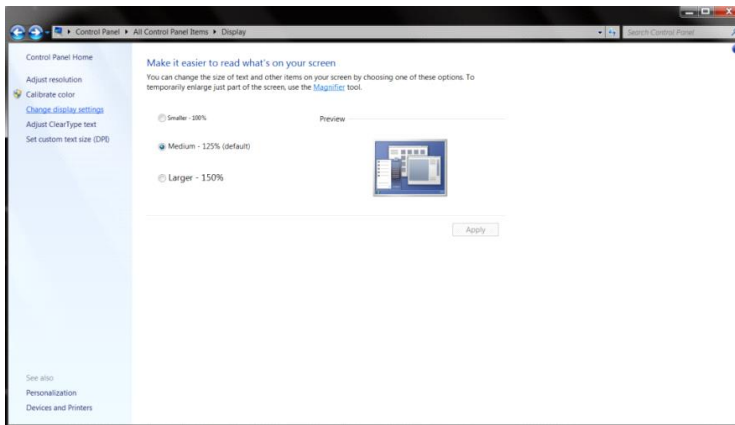 Control Panel ▸ All Control Panel Items ▸ Display
Search Control Panel
Control Panel Home
Adjust resolution
Calibrate color
Change display settings
Adjust ClearType text
Set custom text size (DPI)
See also
Personalization
Devices and Printers
Make it easier to read what's on your screen
You can change the size of text and other items on your screen by choosing one of these options. To
temporarily enlarge just part of the screen, use the Magnifier tool.
Smaller - 100%
Preview
Medium - 125% (default)
Larger - 150%
Apply